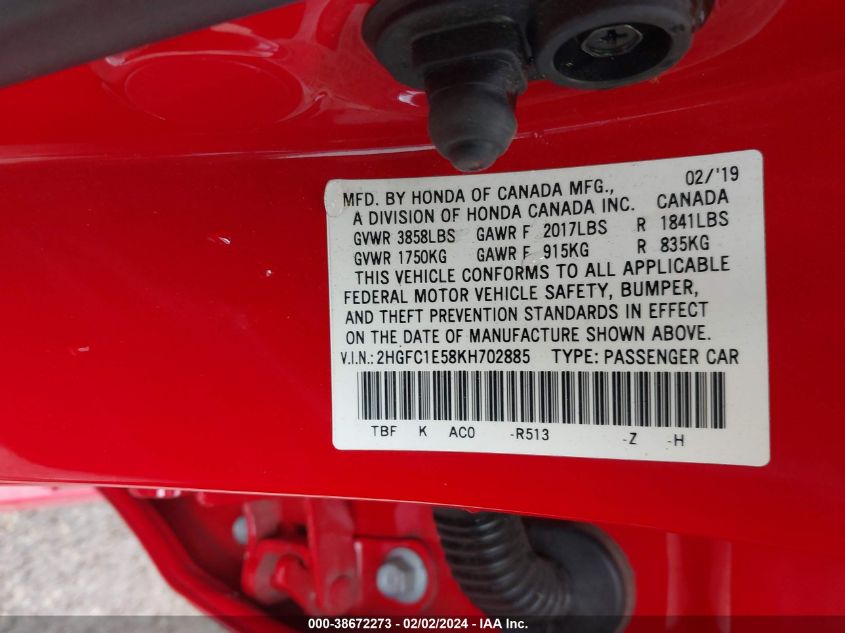 02/'19
MFD. BY HONDA OF CANADA MFG.,
A DIVISION OF HONDA CANADA INC. CANADA
GVWR 3858LBS GAWR F 2017LBS R 1841LBS
GVWR 1750KG GAWR F 915KG R 835KG
THIS VEHICLE CONFORMS TO ALL APPLICABLE
FEDERAL MOTOR VEHICLE SAFETY, BUMPER,
AND THEFT PREVENTION STANDARDS IN EFFECT
ON THE DATE OF MANUFACTURE SHOWN ABOVE.
V.I.N.: 2HGFC1E58KH702885 TYPE: PASSENGER CAR
TBF K AC0 -R513 -Z -H
000-38672273 - 02/02/2024 - IAA Inc.